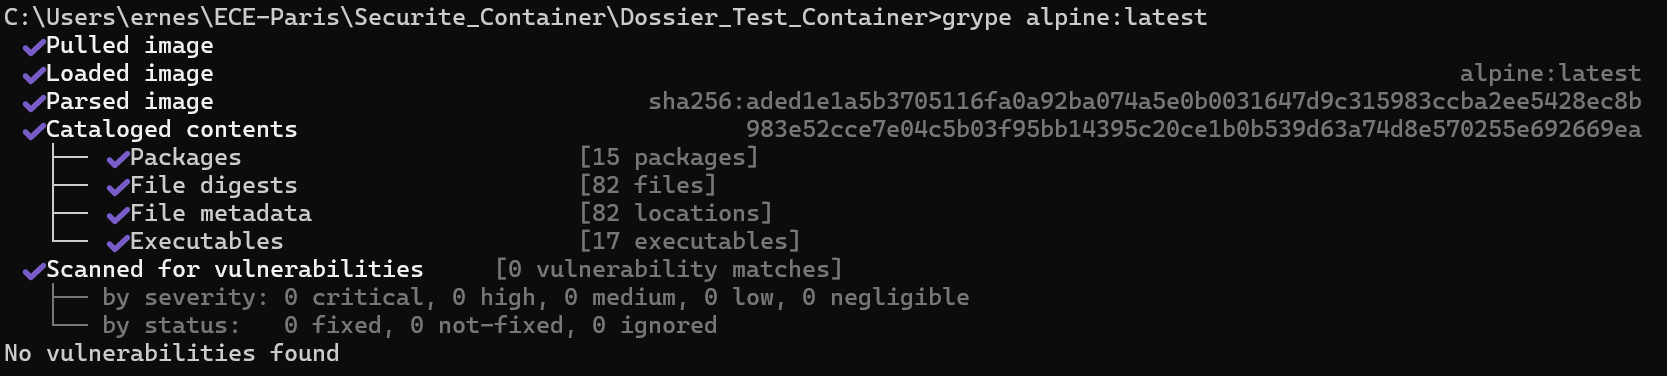 C:\Users\ernes\ECE-Paris\Securite_Container\Dossier_Test_Container>grype alpine:latest
✔Pulled image
✔Loaded image alpine:latest
✔Parsed image sha256:aded1e1a5b3705116fa0a92ba074a5e0b0031647d9c315983ccba2ee5428ec8b
✔Cataloged contents 983e52cce7e04c5b03f95bb14395c20ce1b0b539d63a74d8e570255e692669ea
├── ✔Packages [15 packages]
├── ✔File digests [82 files]
├── ✔File metadata [82 locations]
└── ✔Executables [17 executables]
✔Scanned for vulnerabilities [0 vulnerability matches]
├── by severity: 0 critical, 0 high, 0 medium, 0 low, 0 negligible
└── by status: 0 fixed, 0 not-fixed, 0 ignored
No vulnerabilities found